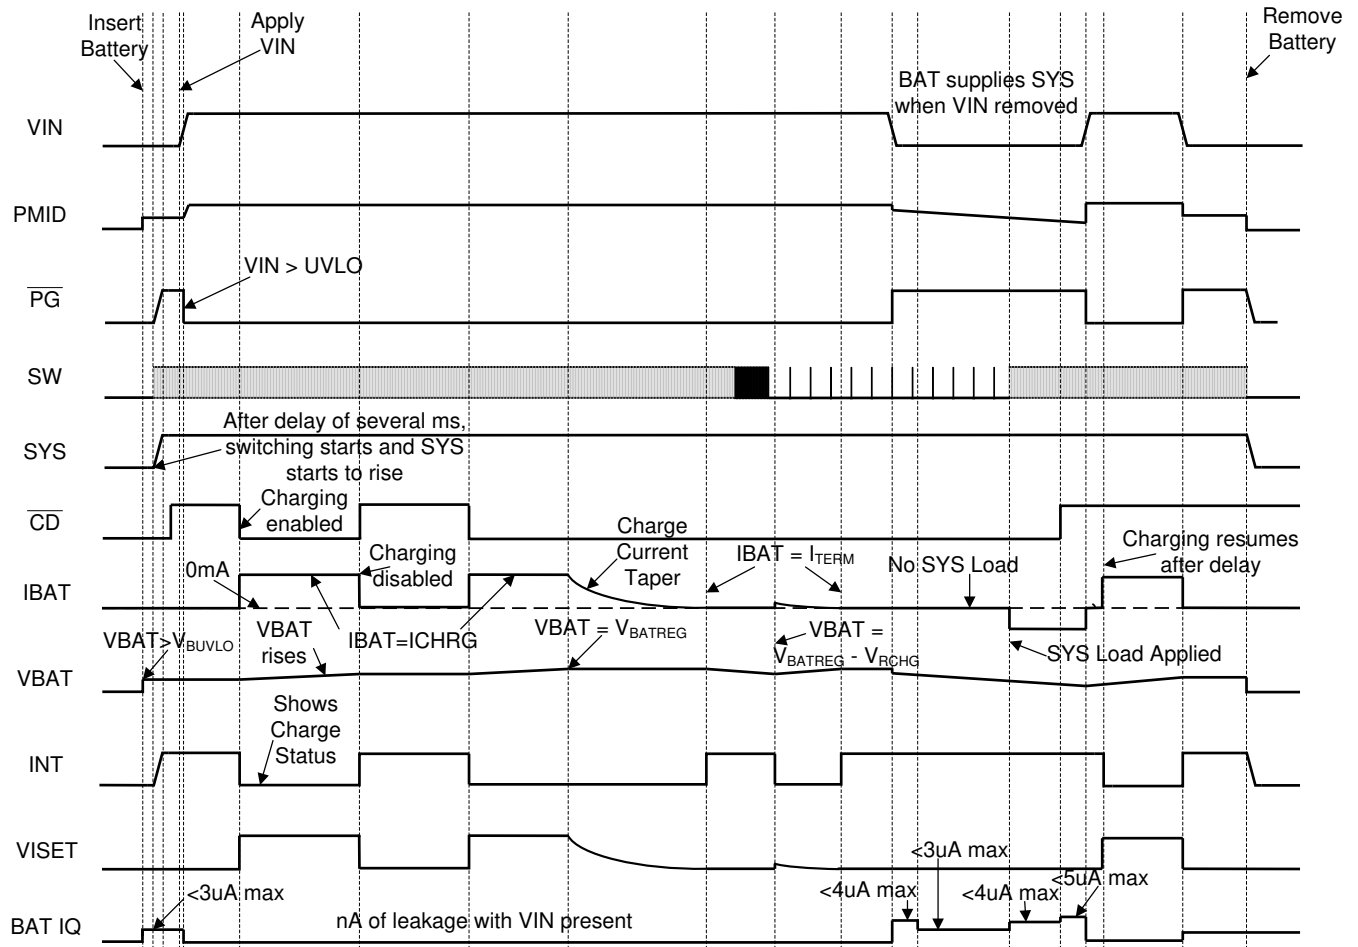 Insert
Battery
Apply
VIN
Remove
Battery
BAT supplies SYS
when VIN removed
VIN
PMID
VIN > UVLO
PG
SW
After delay of several ms,
switching starts and SYS
starts to rise
SYS
Charging
enabled
CD
Charge
Current
Taper
Charging
disabled
IBAT = ITERM
No SYS Load
Charging resumes
after delay
0mA
IBAT
VBAT>VBUVLO
VBAT
rises
IBAT=ICHRG
VBAT = VBATREG
VBAT =
VBATREG - VRCHG
SYS Load Applied
VBAT
Shows
Charge
Status
INT
VISET
<3uA max
<4uA max
<3uA max
<4uA max
<5uA max
BAT IQ
nA of leakage with VIN present